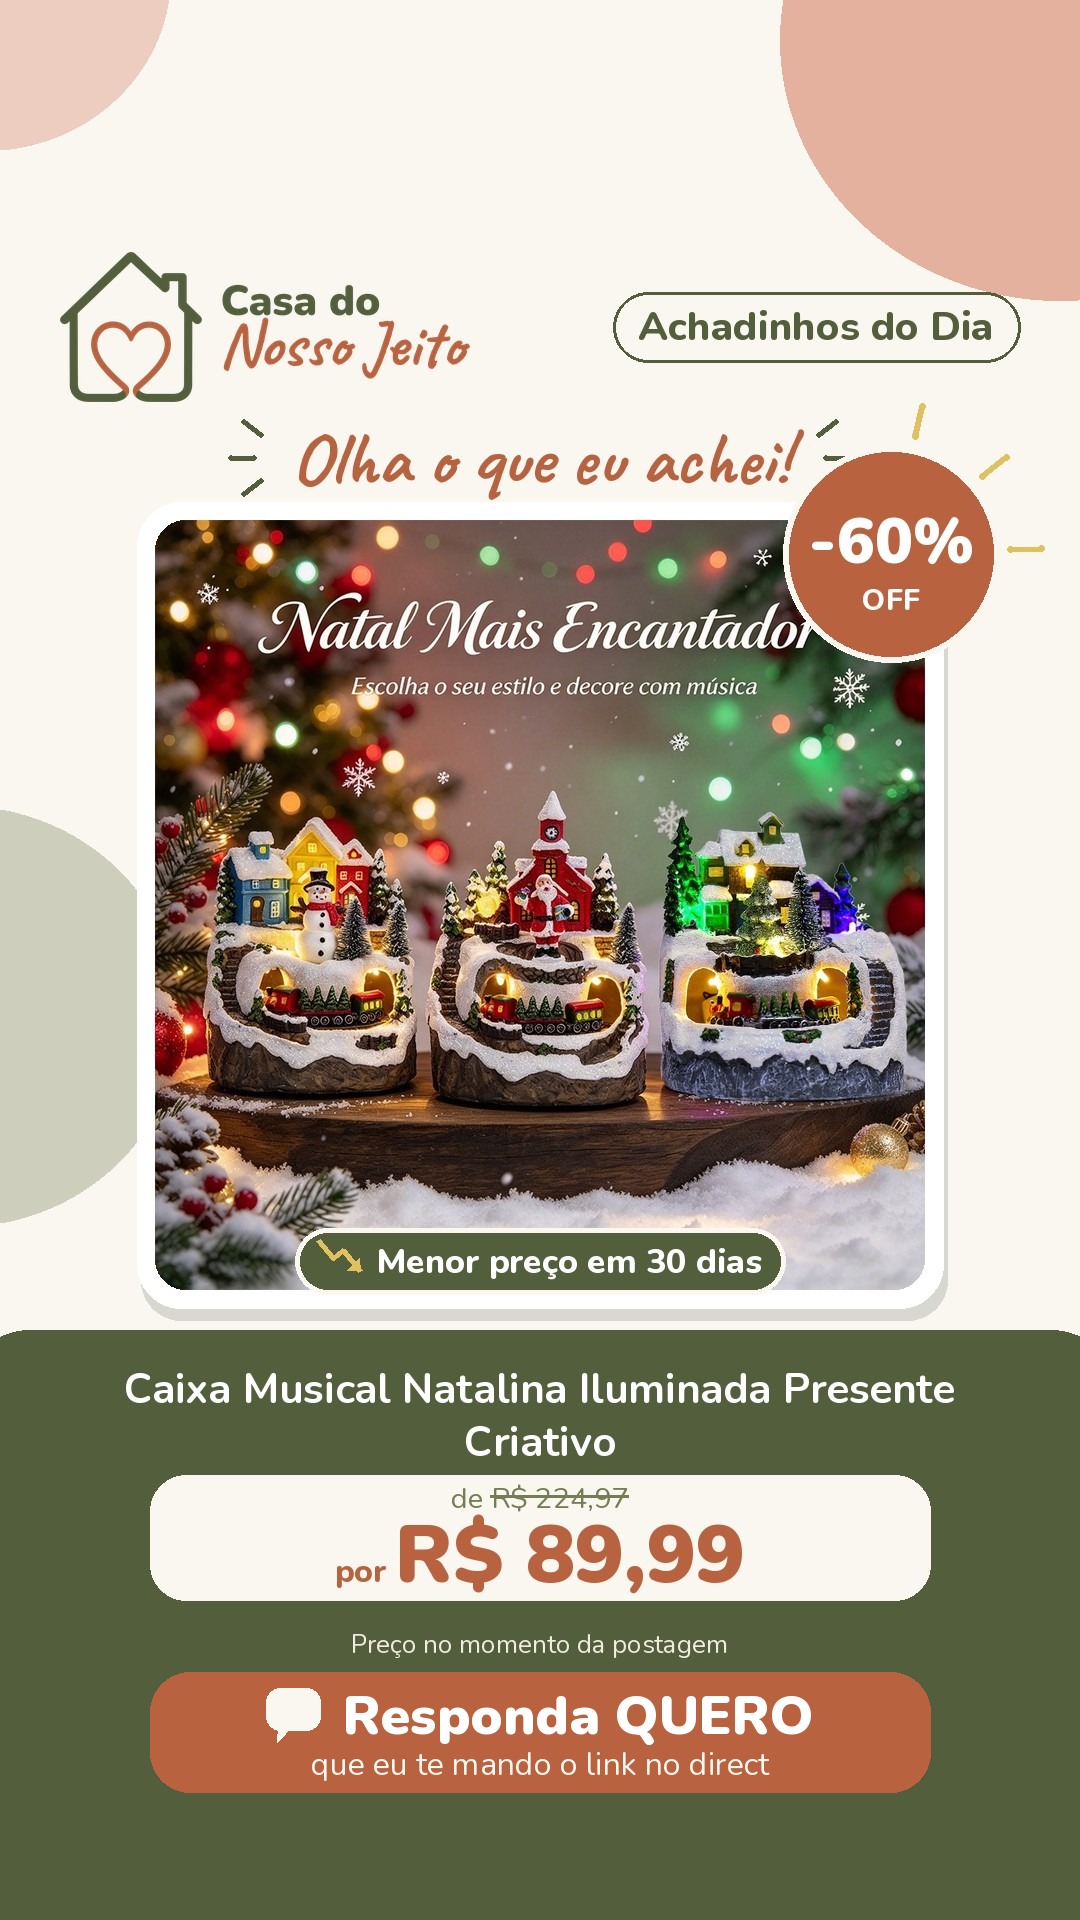 Casa do
Nosso Jeito
Achadinhos do Dia
Olha o que eu achei!
-60%
OFF
Natal Mais Encantador
Escolha o seu estilo e decore com música
Menor preço em 30 dias
Caixa Musical Natalina Iluminada Presente
Criativo
de R$ 224,97
por R$ 89,99
Preço no momento da postagem
Responda QUERO
que eu te mando o link no direct